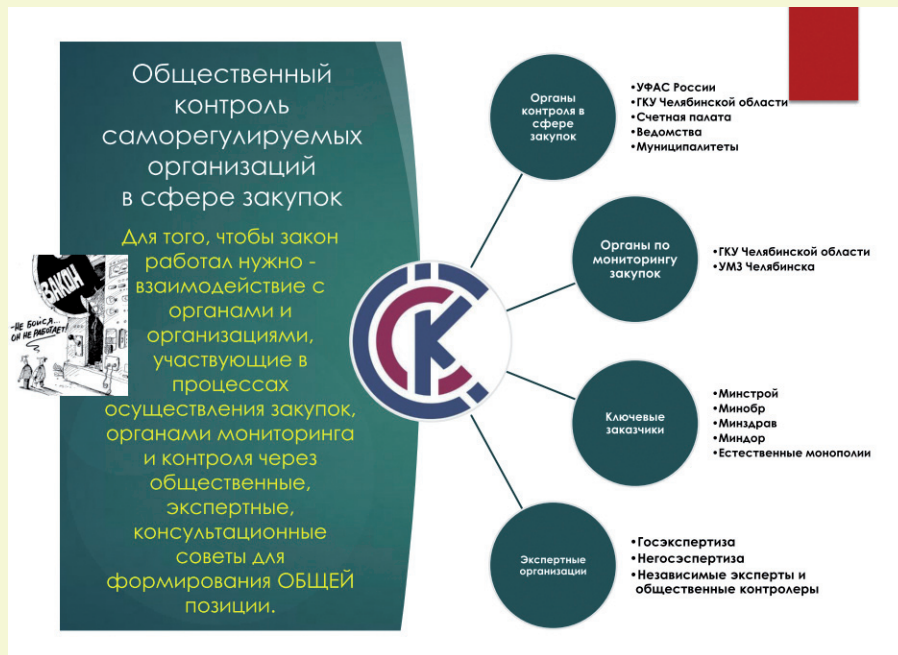 Общественный
контроль
саморегулируемых
организаций
в сфере закупок
Для того, чтобы закон
работал нужно -
взаимодействие с
органами и
организациями,
участвующие в
процессах
осуществления закупок,
органами мониторинга
и контроля через
общественные,
экспертные,
консультационные
советы для
формирования ОБЩЕЙ
позиции.
ЗАКОН
-НЕ БОЙСЯ...
ОН НЕ РАБОТАЕТ!
ССК
Органы
контроля в
сфере
закупок
•УФАС России
•ГКУ Челябинской области
•Счетная палата
•Ведомства
•Муниципалитеты
Органы по
мониторингу
закупок
•ГКУ Челябинской области
•УМЗ Челябинска
Ключевые
заказчики
•Минстрой
•Минобр
•Минздрав
•Миндор
•Естественные монополии
Экспертные
организации
•Госэкспертиза
•Негосэспертиза
•Независимые эксперты и
общественные контролеры